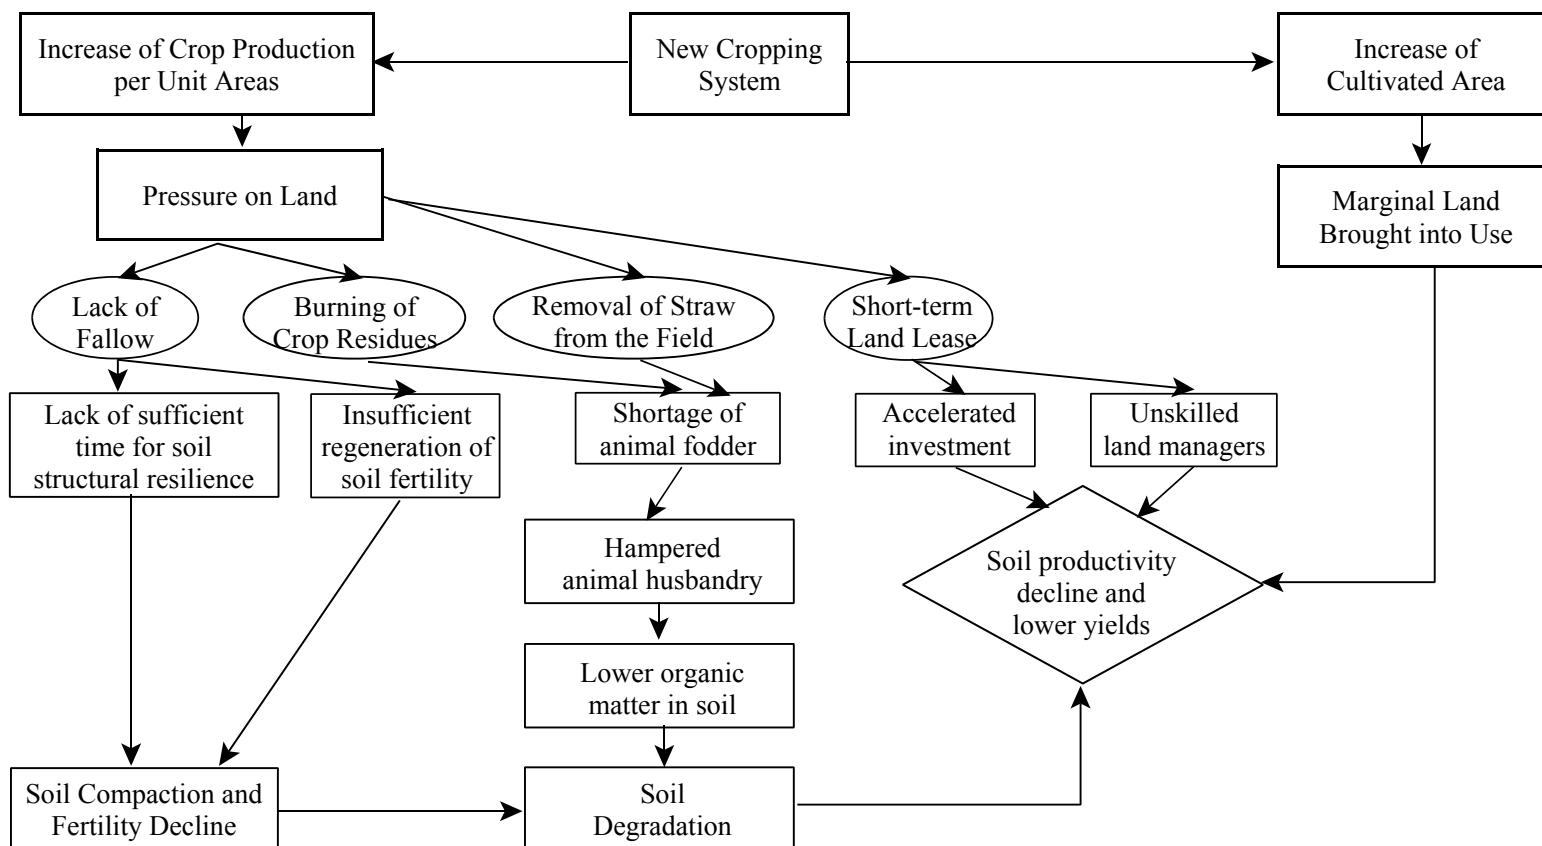 Increase of Crop Production
per Unit Areas
New Cropping
System
Increase of
Cultivated Area
Pressure on Land
Marginal Land
Brought into Use
Lack of
Fallow
Burning of
Crop Residues
Removal of Straw
from the Field
Short-term
Land Lease
Lack of sufficient
time for soil
structural resilience
Insufficient
regeneration of
soil fertility
Shortage of
animal fodder
Accelerated
investment
Unskilled
land managers
Hampered
animal husbandry
Soil productivity
decline and
lower yields
Lower organic
matter in soil
Soil Compaction and
Fertility Decline
Soil
Degradation